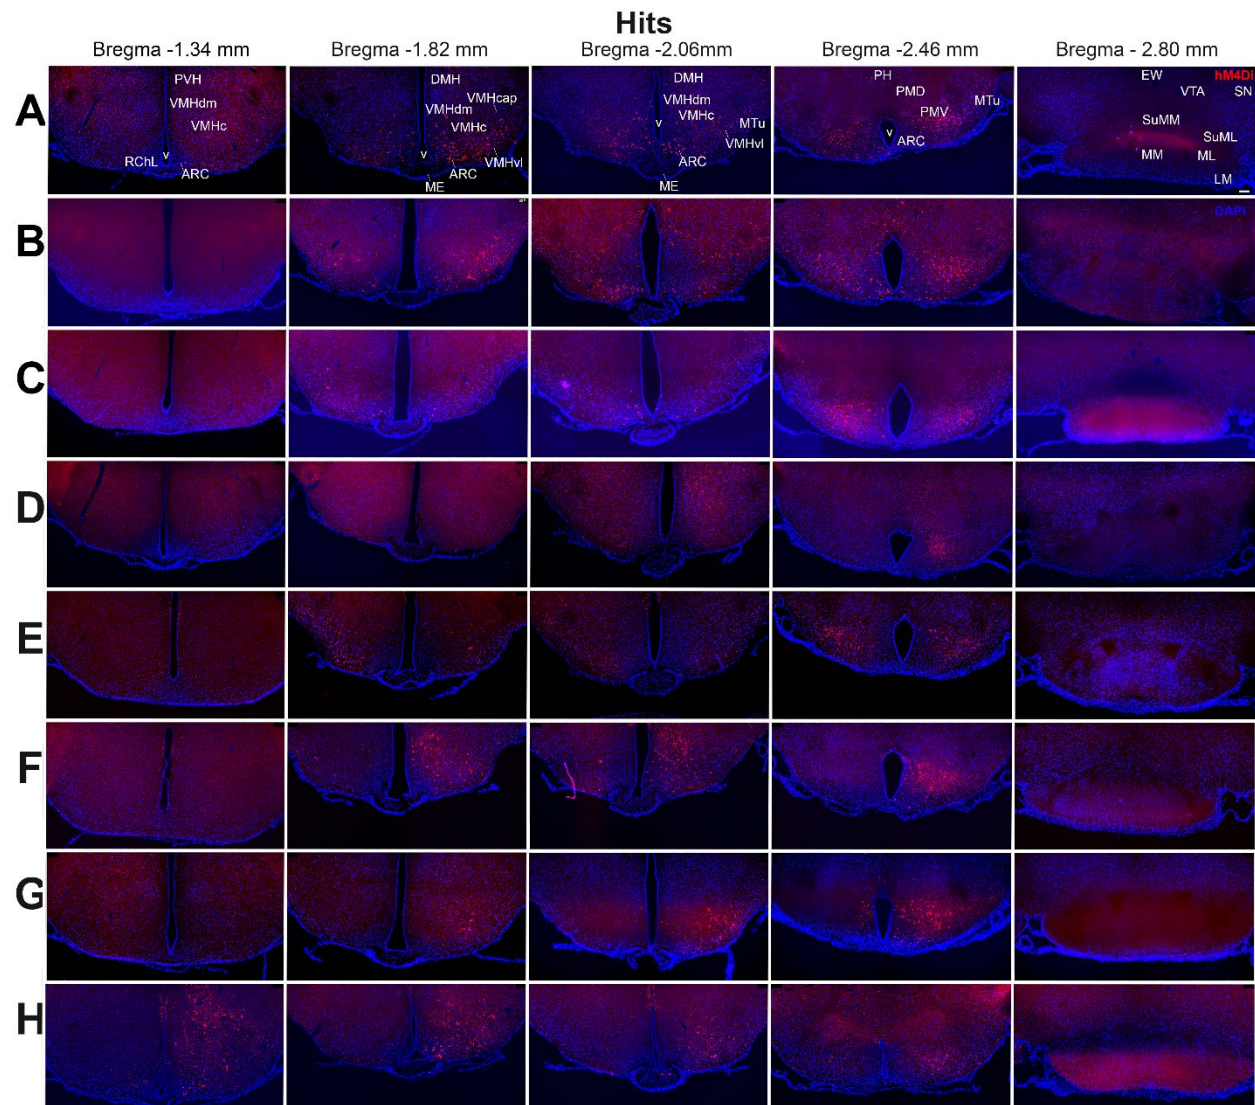 Hits
Bregma -1.34 mm
Bregma -1.82 mm
Bregma -2.06mm
Bregma -2.46 mm
Bregma - 2.80 mm
A
PVH
VMHdm
VMHc
RChL
V
ARC
DMH
VMHcap
VMHdm
VMHc
V
VMHvl
ARC
ME
DMH
VMHdm
VMHc
V
MTu
VMHvl
ARC
ME
PH
PMD
MTu
PMV
V
ARC
EW
hM4Di
VTA
SN
SuMM
SuML
MM
ML
LM
B
DAPI
C
D
E
F
G
H